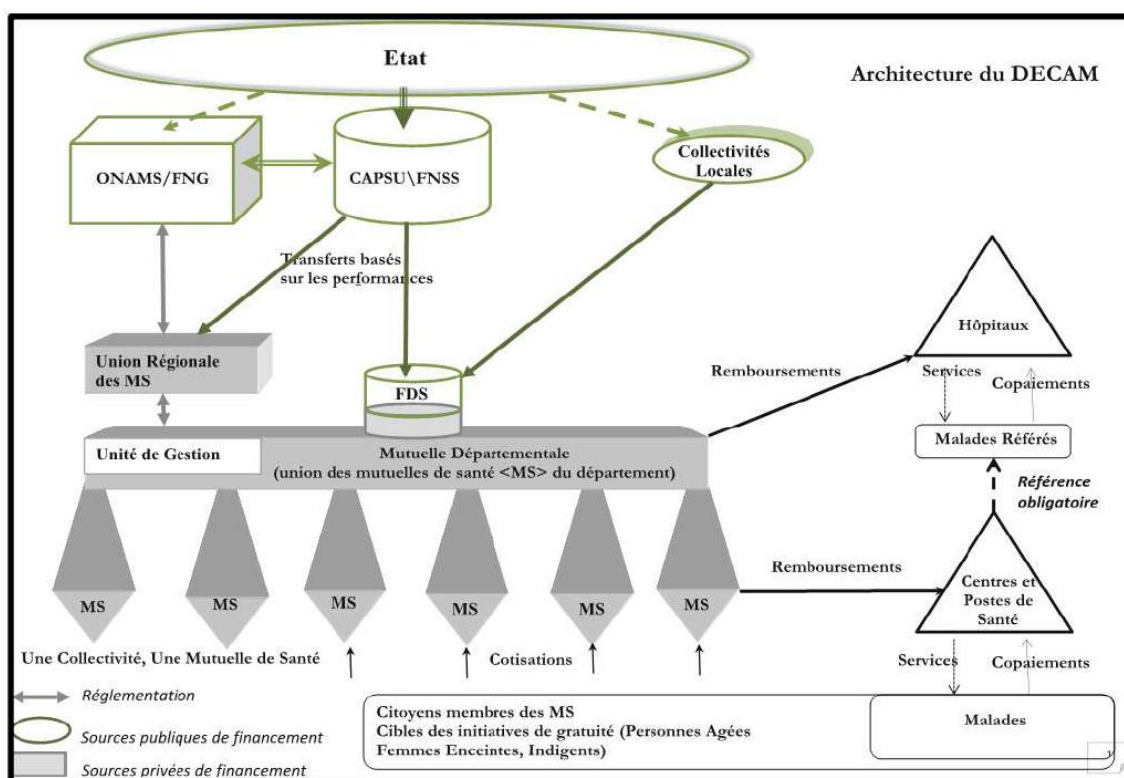 Etat
Architecture du DECAM
ONAMS/FNG
CAPSU\FNSS
Collectivités
Locales
Transferts basés
sur les performances
Union Régionale
des MS
FDS
Remboursements
Hôpitaux
Services
Copaiements
Malades Référés
Unité de Gestion
Mutuelle Départementale
(union des mutuelles de santé <MS> du département)
Référence
obligatoire
Remboursements
Centres et
Postes de
Santé
MS
MS
MS
MS
MS
MS
Une Collectivité, Une Mutuelle de Santé
Cotisations
Services
Copaiements
Réglementation
Sources publiques de financement
Sources privées de financement
Citoyens membres des MS
Cibles des initiatives de gratuité (Personnes Agées
Femmes Enceintes, Indigents)
Malades